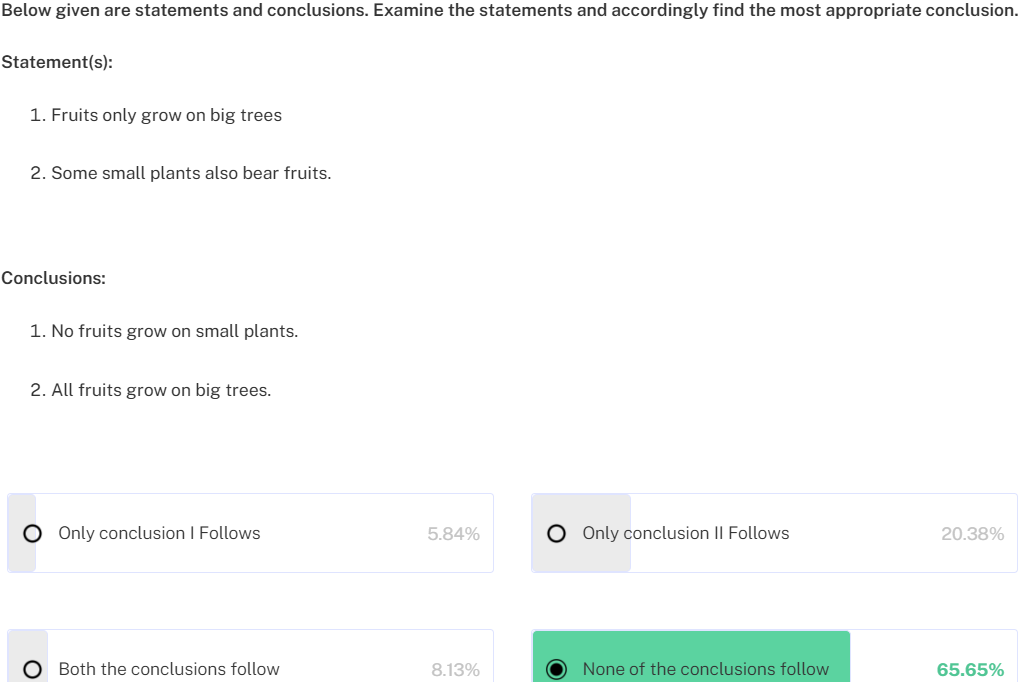 Below given are statements and conclusions. Examine the statements and accordingly find the most appropriate conclusion.
Statement(s):
1. Fruits only grow on big trees
2. Some small plants also bear fruits.
Conclusions:
1. No fruits grow on small plants.
2. All fruits grow on big trees.
Only conclusion I Follows 5.84%
Only conclusion II Follows 20.38%
Both the conclusions follow 8.13%
None of the conclusions follow 65.65%